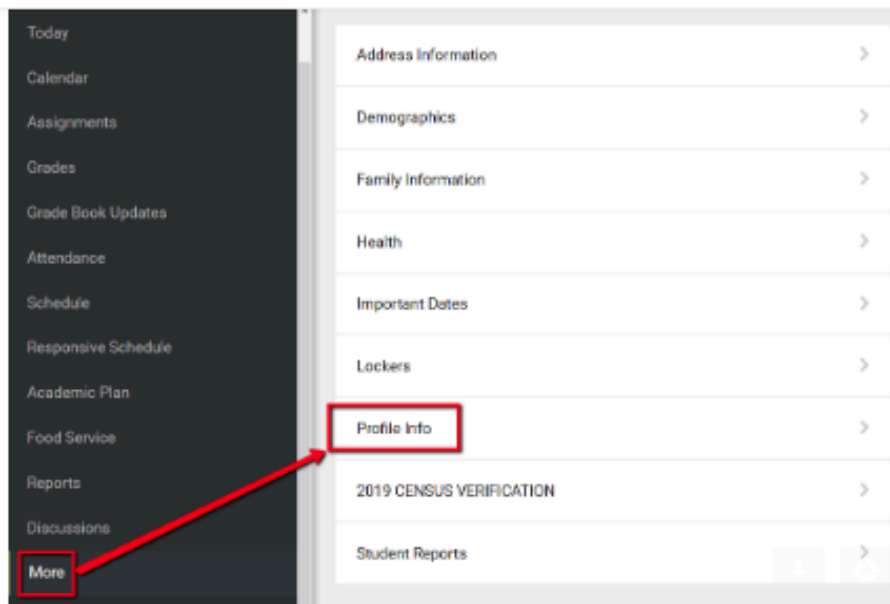 Today
Calendar
Assignments
Grades
Grade Book Updates
Attendance
Schedule
Responsive Schedule
Academic Plan
Food Service
Reports
Discussions
More
Address Information
Demographics
Family Information
Health
Important Dates
Lockers
Profile Info
2019 CENSUS VERIFICATION
Student Reports